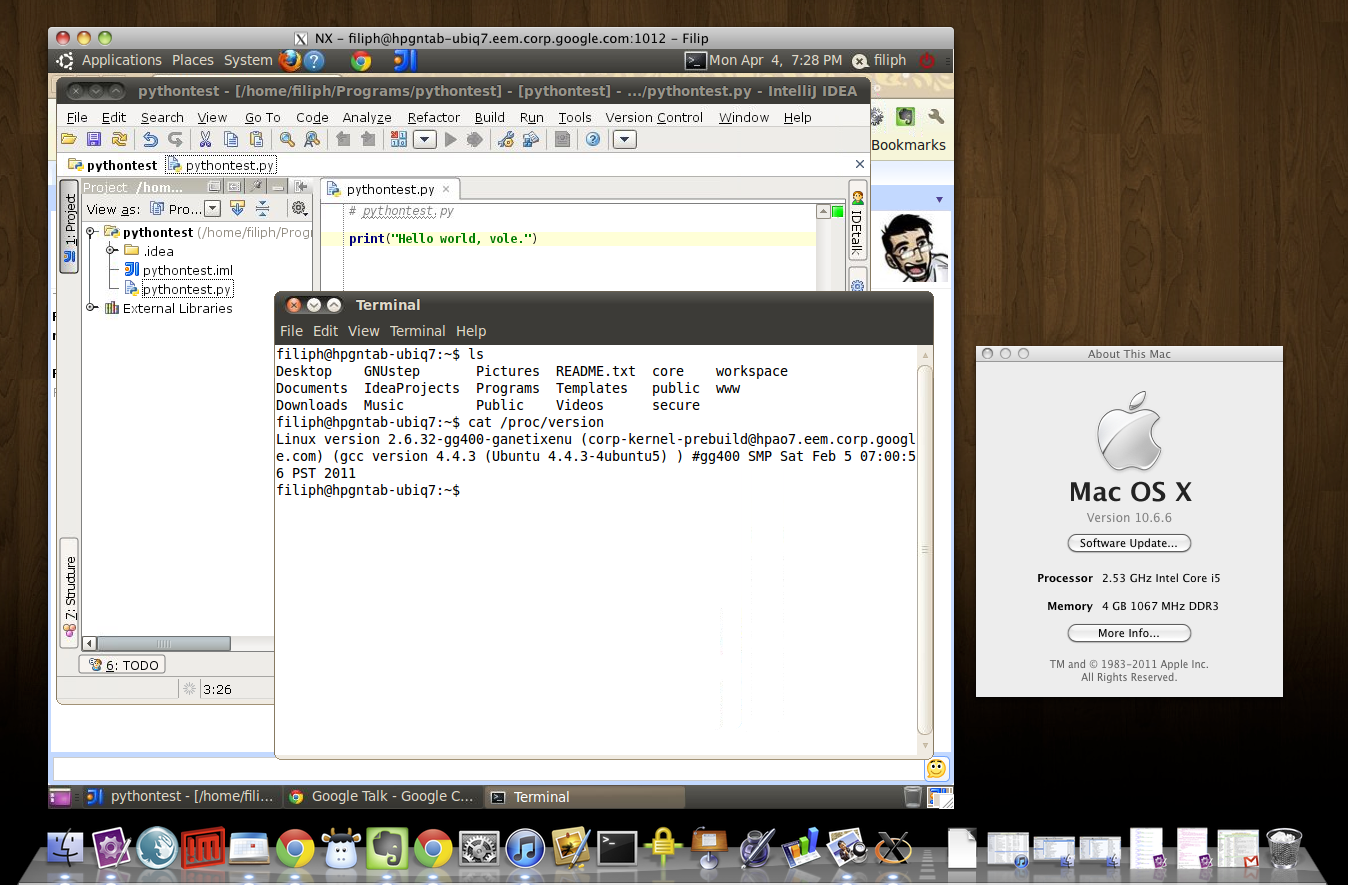 NX – filiph@hpgntab-ubiq7.eem.corp.google.com:1012 – Filip
Applications Places System
Mon Apr 4, 7:28 PM filiph
pythontest - [/home/filiph/Programs/pythontest] - [pythontest] - .../pythontest.py - IntelliJ IDEA
File Edit Search View Go To Code Analyze Refactor Build Run Tools Version Control Window Help
Bookmarks
pythontest pythontest.py
Project /hom...
pythontest.py
1: Project
View as: Pro...
# pythontest.py
print("Hello world, vole.")
IDEtalk
pythontest (/home/filiph/Progr
.idea
pythontest.iml
pythontest.py
External Libraries
7: Structure
6: TODO
3:26
Terminal
File Edit View Terminal Help
filiph@hpgntab-ubiq7:~$ ls
Desktop GNUstep Pictures README.txt core workspace
Documents IdeaProjects Programs Templates public www
Downloads Music Public Videos secure
filiph@hpgntab-ubiq7:~$ cat /proc/version
Linux version 2.6.32-gg400-ganetixenu (corp-kernel-prebuild@hpao7.eem.corp.googl
e.com) (gcc version 4.4.3 (Ubuntu 4.4.3-4ubuntu5) ) #gg400 SMP Sat Feb 5 07:00:5
6 PST 2011
filiph@hpgntab-ubiq7:~$
pythontest - [/home/fili...
Google Talk - Google C...
Terminal
About This Mac
Mac OS X
Version 10.6.6
Software Update...
Processor 2.53 GHz Intel Core i5
Memory 4 GB 1067 MHz DDR3
More Info...
TM and © 1983–2011 Apple Inc.
All Rights Reserved.